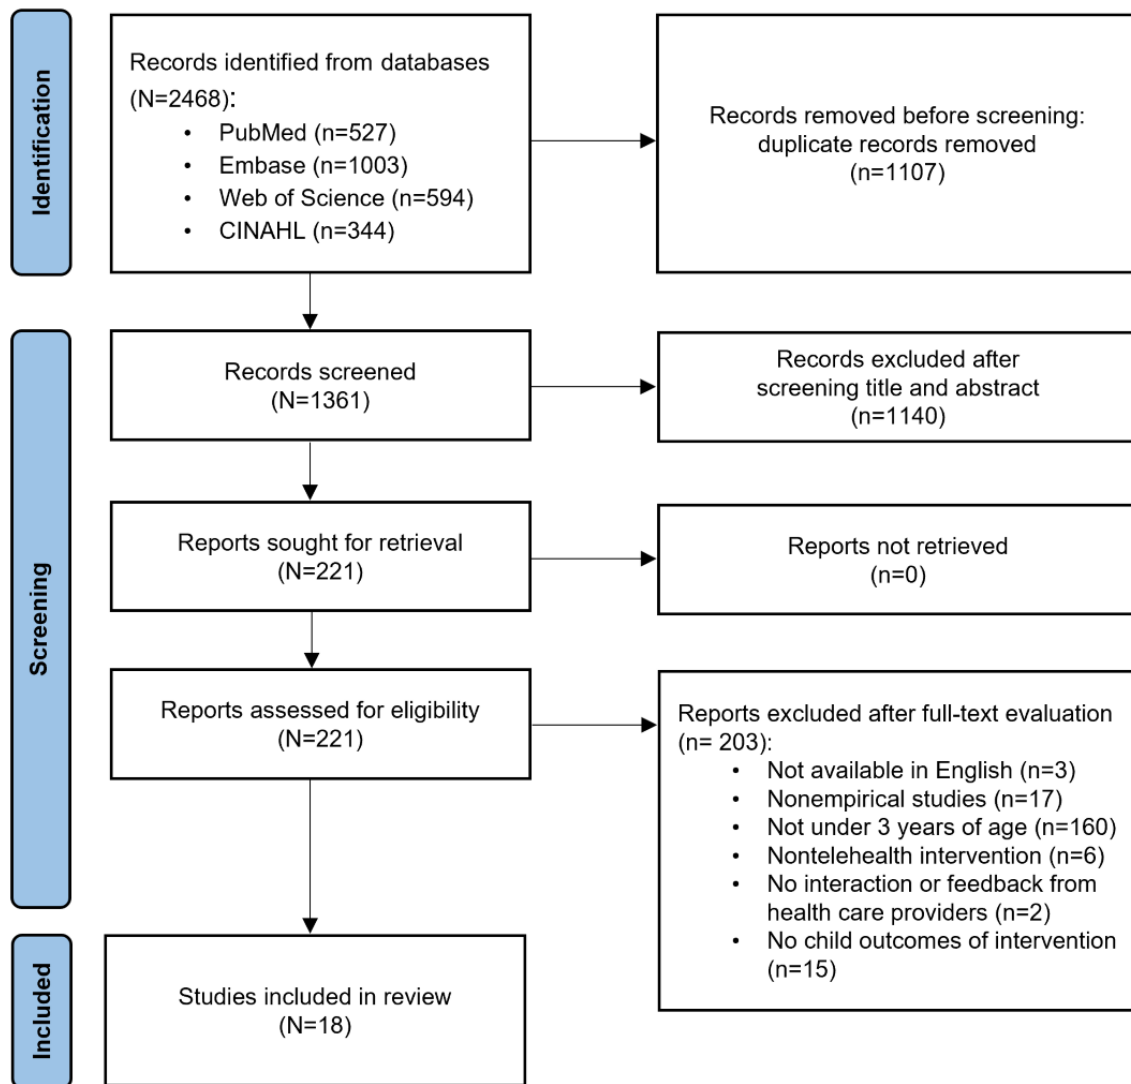 Identification
Records identified from databases
(N=2468):
• PubMed (n=527)
• Embase (n=1003)
• Web of Science (n=594)
• CINAHL (n=344)
Records removed before screening:
duplicate records removed
(n=1107)
Screening
Records screened
(N=1361)
Records excluded after
screening title and abstract
(n=1140)
Reports sought for retrieval
(N=221)
Reports not retrieved
(n=0)
Reports assessed for eligibility
(N=221)
Reports excluded after full-text evaluation
(n= 203):
• Not available in English (n=3)
• Nonempirical studies (n=17)
• Not under 3 years of age (n=160)
• Nontelehealth intervention (n=6)
• No interaction or feedback from
health care providers (n=2)
• No child outcomes of intervention
(n=15)
Included
Studies included in review
(N=18)